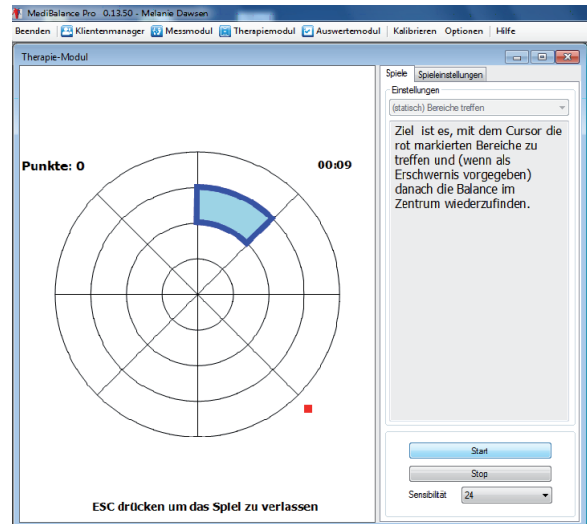 MediBalance Pro 0.13.50 - Melanie Dawsen
Beenden Klientenmanager Messmodul Therapiemodul Auswertemodul Kalibrieren Optionen Hilfe
Therapie-Modul
Spiele Spieleinstellungen
Einstellungen
(statisch) Bereiche treffen
Ziel ist es, mit dem Cursor die
rot markierten Bereiche zu
treffen und (wenn als
Erschwernis vorgegeben)
danach die Balance im
Zentrum wiederzufinden.
Punkte: 0
00:09
Start
Stop
Sensibilität 24
ESC drücken um das Spiel zu verlassen